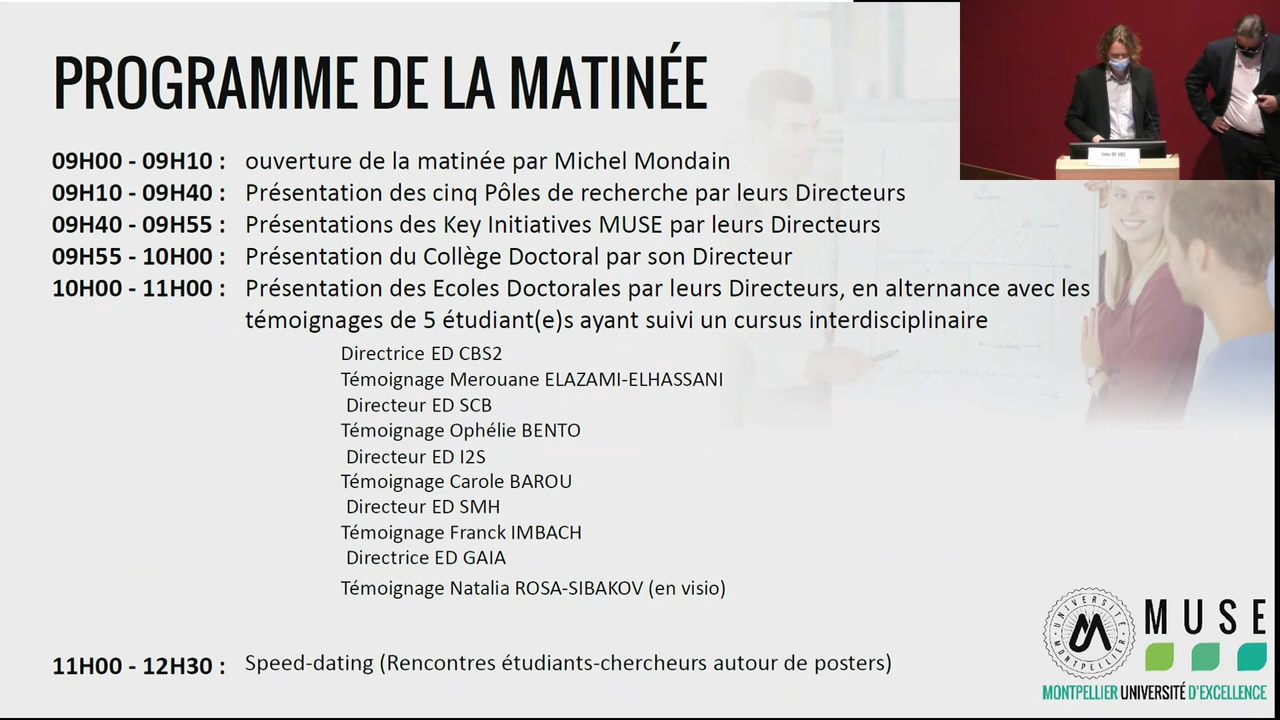 PROGRAMME DE LA MATINÉE
09H00 - 09H10 : ouverture de la matinée par Michel Mondain
09H10 - 09H40 : Présentation des cinq Pôles de recherche par leurs Directeurs
09H40 - 09H55 : Présentations des Key Initiatives MUSE par leurs Directeurs
09H55 - 10H00 : Présentation du Collège Doctoral par son Directeur
10H00 - 11H00 : Présentation des Ecoles Doctorales par leurs Directeurs, en alternance avec les
témoignages de 5 étudiant(e)s ayant suivi un cursus interdisciplinaire
Directrice ED CBS2
Témoignage Merouane ELAZAMI-ELHASSANI
Directeur ED SCB
Témoignage Ophélie BENTO
Directeur ED I2S
Témoignage Carole BAROU
Directeur ED SMH
Témoignage Franck IMBACH
Directrice ED GAIA
Témoignage Natalia ROSA-SIBAKOV (en visio)
11H00 - 12H30 : Speed-dating (Rencontres étudiants-chercheurs autour de posters)
UNIVERSITÉ MONTPELLIER
MUSE
MONTPELLIER UNIVERSITÉ D'EXCELLENCE